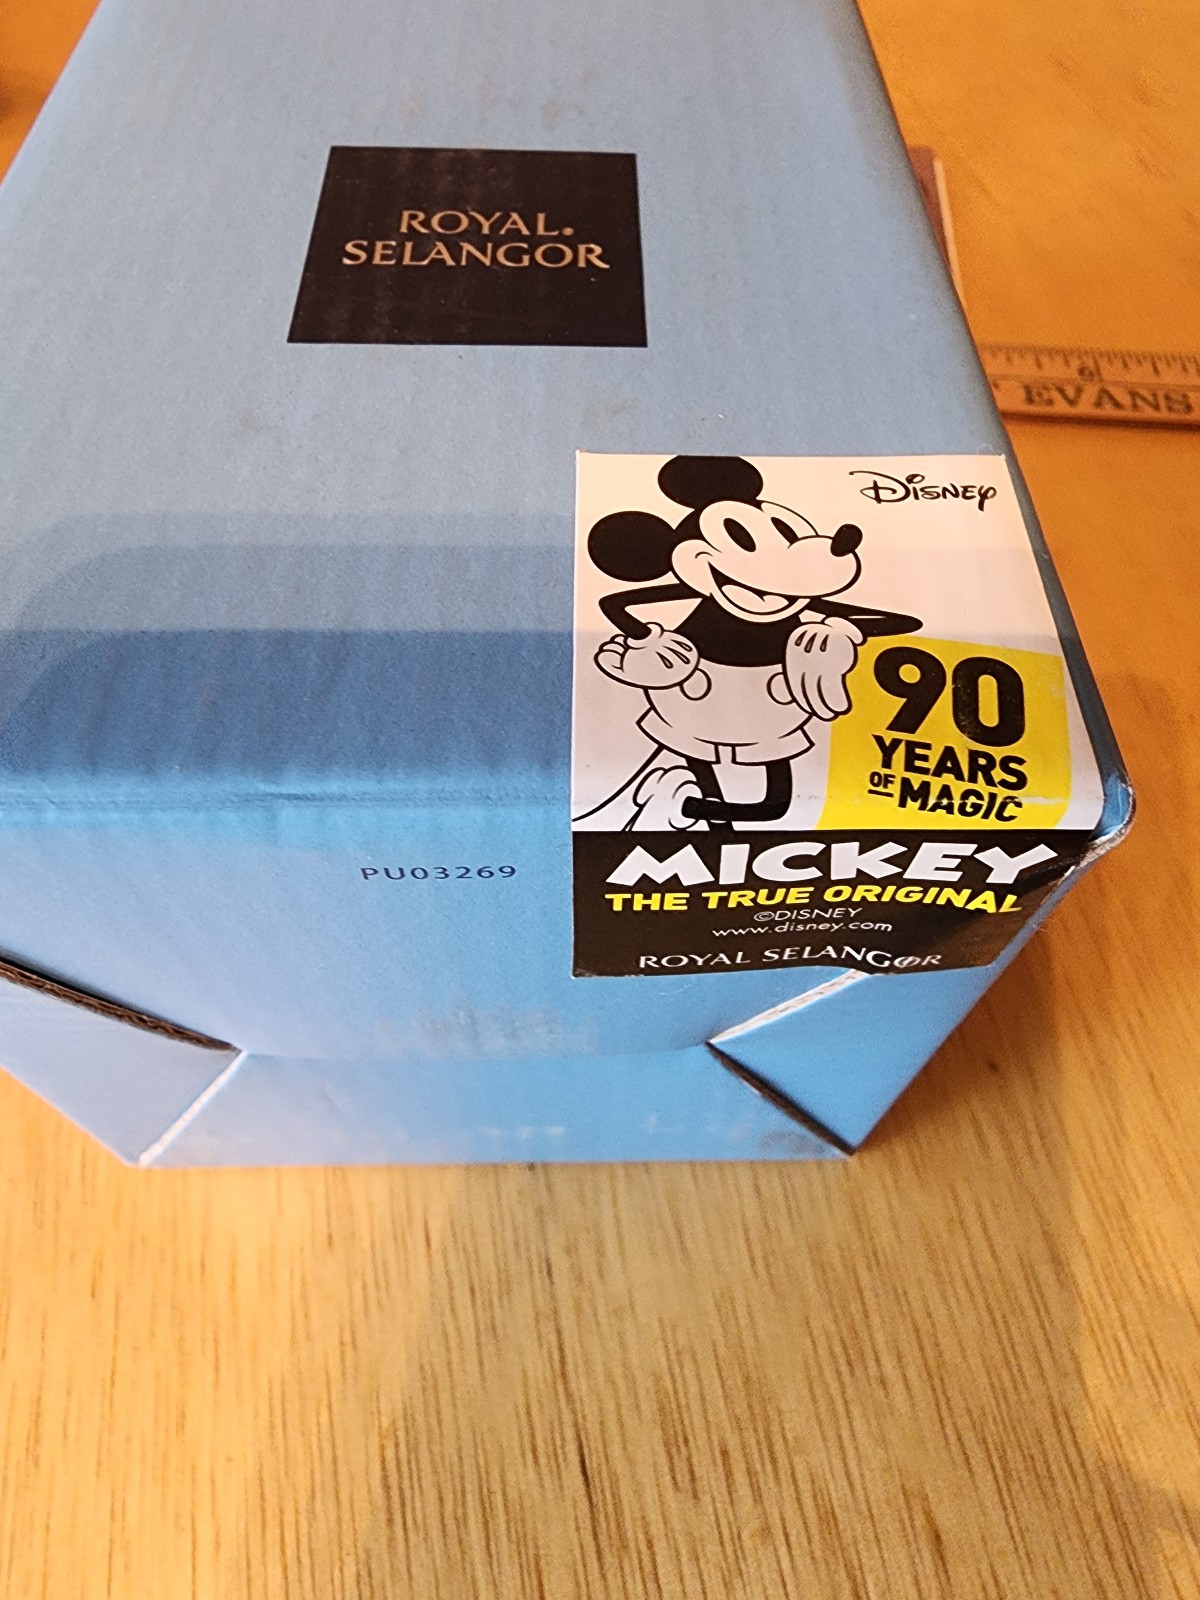 ROYAL.
SELANGOR
EVANS
DISNEY
90
YEARS
OF MAGIC
PU03269
MICKEY
THE TRUE ORIGINAL
©DISNEY
www.disney.com
ROYAL SELANGOR